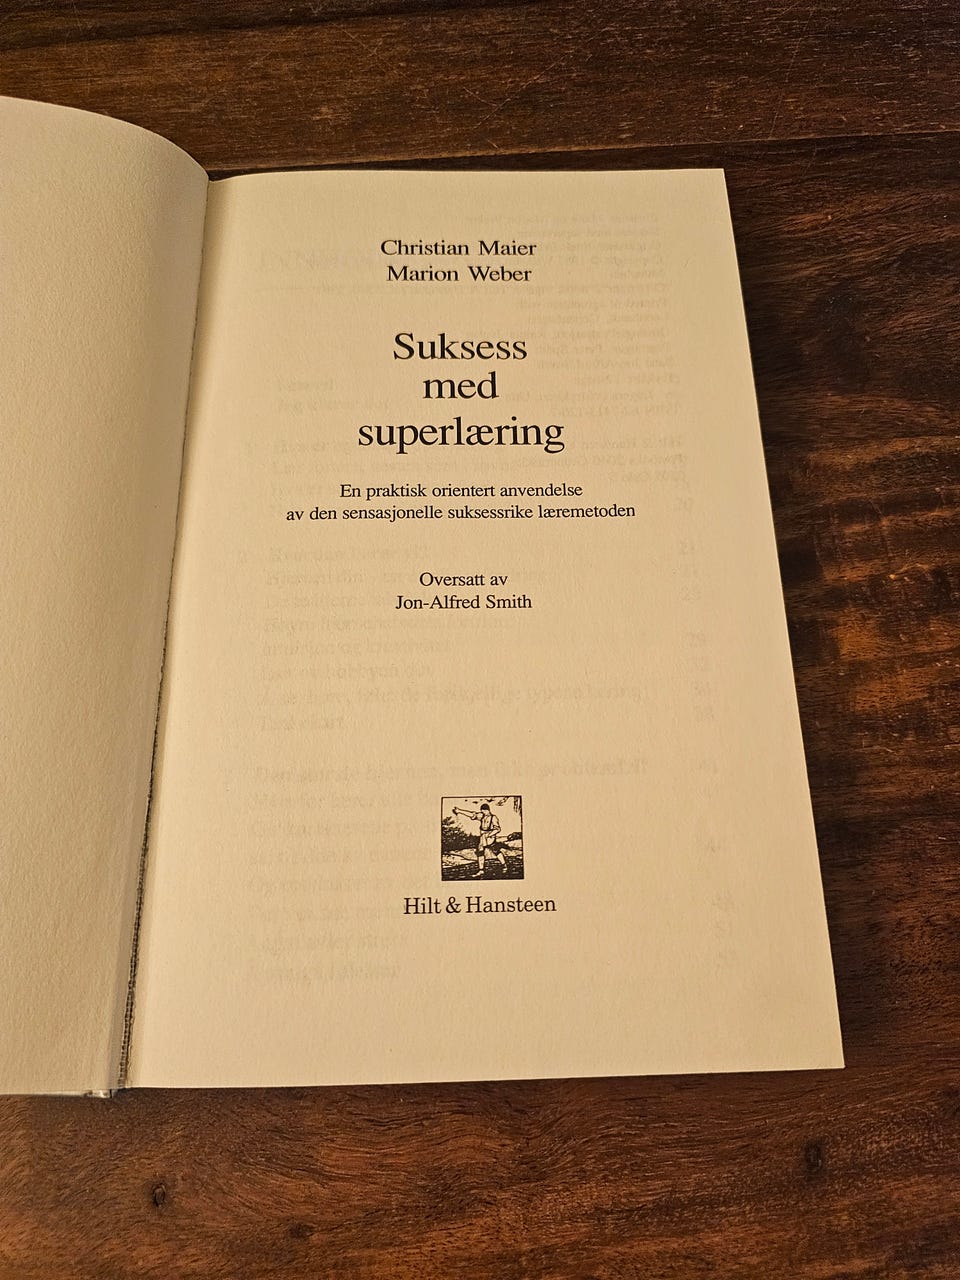 Christian Maier
Marion Weber
Suksess
med
superlæring
En praktisk orientert anvendelse
av den sensasjonelle suksessrike læremetoden
Oversatt av
Jon-Alfred Smith
Hilt & Hansteen